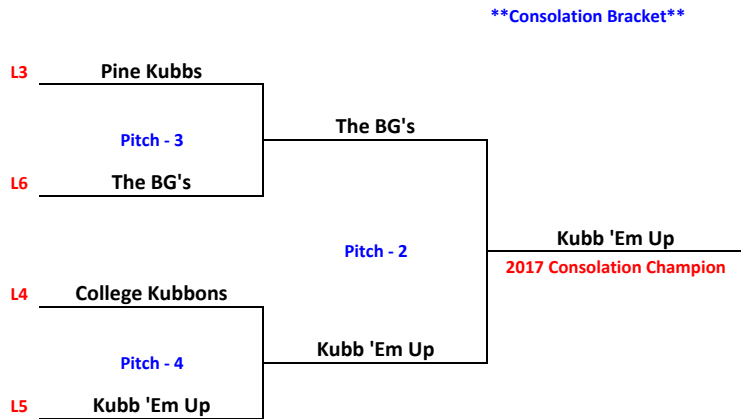 **Consolation Bracket**
L3 Pine Kubbs
The BG's
Pitch - 3
L6 The BG's
Kubb 'Em Up
Pitch - 2
2017 Consolation Champion
L4 College Kubbons
Kubb 'Em Up
Pitch - 4
L5 Kubb 'Em Up